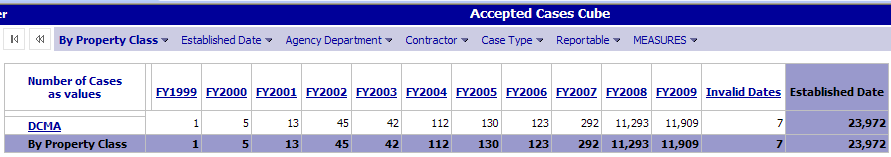 er Accepted Cases Cube
By Property Class Established Date Agency Department Contractor Case Type Reportable MEASURES
Number of Cases
as values FY1999 FY2000 FY2001 FY2002 FY2003 FY2004 FY2005 FY2006 FY2007 FY2008 FY2009 Invalid Dates Established Date
DCMA 1 5 13 45 42 112 130 123 292 11,293 11,909 7 23,972
By Property Class 1 5 13 45 42 112 130 123 292 11,293 11,909 7 23,972